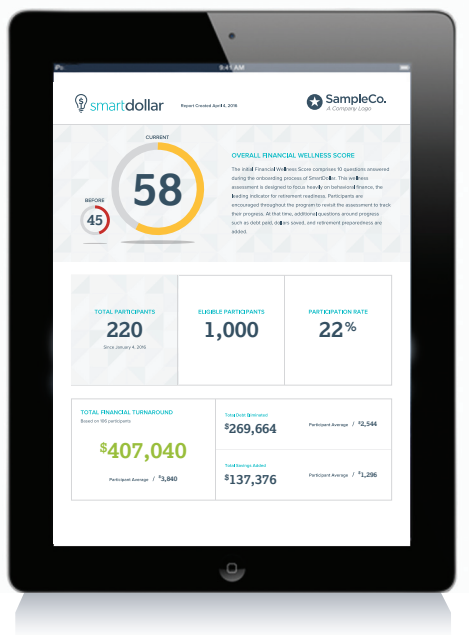 iPad
9:41 AM
smartdollar
Report Created April 4, 2016
SampleCo.
A Company Logo
CURRENT
58
BEFORE
45
OVERALL FINANCIAL WELLNESS SCORE
The initial Financial Wellness Score comprises 10 questions answered
during the onboarding process of SmartDollar. This wellness
assessment is designed to focus heavily on behavioral finance, the
leading indicator for retirement readiness. Participants are
encouraged throughout the program to revisit the assessment to track
their progress. At that time, additional questions around progress
such as debt paid, dollars saved, and retirement preparedness are
added.
TOTAL PARTICIPANTS
220
Since January 4, 2016
ELIGIBLE PARTICIPANTS
1,000
PARTICIPATION RATE
22%
TOTAL FINANCIAL TURNAROUND
Based on 106 participants
$407,040
Participant Average / $3,840
Total Debt Eliminated
$269,664
Participant Average / $2,544
Total Savings Added
$137,376
Participant Average / $1,296